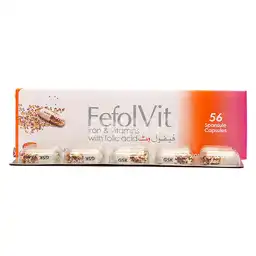 FefolVit
iron & vitamins
with folic acid فیفول وٹ
56
Spansule
Capsules